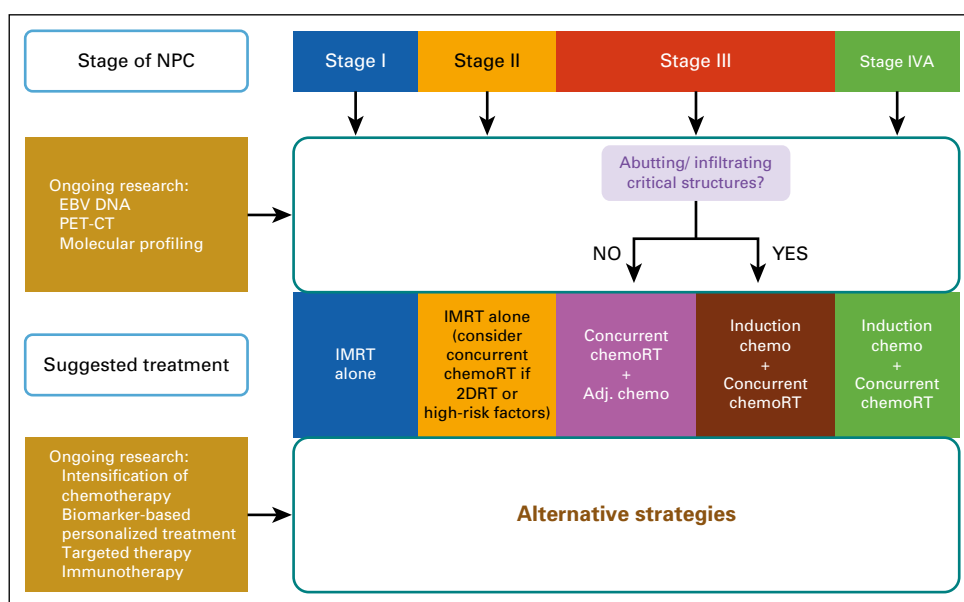 Stage of NPC
Stage I
Stage II
Stage III
Stage IVA
Ongoing research:
EBV DNA
PET-CT
Molecular profiling
Abutting/ infiltrating
critical structures?
NO
YES
Suggested treatment
IMRT
alone
IMRT alone
(consider
concurrent
chemoRT if
2DRT or
high-risk factors)
Concurrent
chemoRT
+
Adj. chemo
Induction
chemo
+
Concurrent
chemoRT
Induction
chemo
+
Concurrent
chemoRT
Ongoing research:
Intensification of
chemotherapy
Biomarker-based
personalized treatment
Targeted therapy
Immunotherapy
Alternative strategies